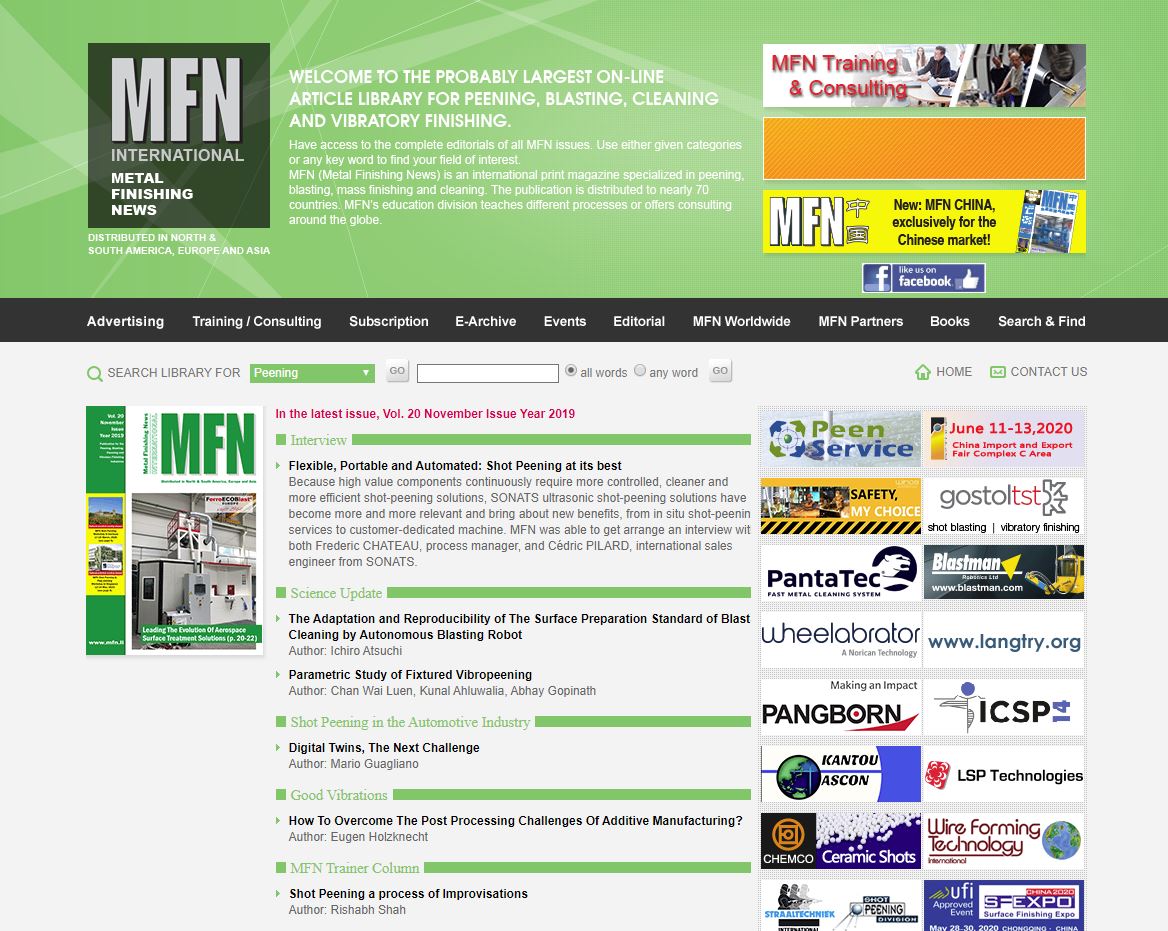 MFN
INTERNATIONAL
METAL
FINISHING
NEWS
DISTRIBUTED IN NORTH &
SOUTH AMERICA, EUROPE AND ASIA
WELCOME TO THE PROBABLY LARGEST ON-LINE
ARTICLE LIBRARY FOR PEENING, BLASTING, CLEANING
AND VIBRATORY FINISHING.
Have access to the complete editorials of all MFN issues. Use either given categories
or any key word to find your field of interest.
MFN (Metal Finishing News) is an international print magazine specialized in peening,
blasting, mass finishing and cleaning. The publication is distributed to nearly 70
countries. MFN's education division teaches different processes or offers consulting
around the globe.
MFN Training
& Consulting
MFN 中国
New: MFN CHINA,
exclusively for the
Chinese market!
MFN
like us on
facebook
Advertising Training / Consulting Subscription E-Archive Events Editorial MFN Worldwide MFN Partners Books Search & Find
SEARCH LIBRARY FOR Peening GO all words any word GO HOME CONTACT US
Vol. 20
November
Issue
Year 2019
Metal Finishing News
INTERNATIONAL
MFN
Distributed in North & South America, Europe and Asia
FerroECOBlast
EUROPE
Leading The Evolution Of Aerospace
Surface Treatment Solutions (p. 20-22)
www.mfn.li
In the latest issue, Vol. 20 November Issue Year 2019
Interview
Flexible, Portable and Automated: Shot Peening at its best
Because high value components continuously require more controlled, cleaner and
more efficient shot-peening solutions, SONATS ultrasonic shot-peening solutions have
become more and more relevant and bring about new benefits, from in situ shot-peenin
services to customer-dedicated machine. MFN was able to get arrange an interview wit
both Frederic CHATEAU, process manager, and Cédric PILARD, international sales
engineer from SONATS.
Science Update
The Adaptation and Reproducibility of The Surface Preparation Standard of Blast
Cleaning by Autonomous Blasting Robot
Author: Ichiro Atsuchi
Parametric Study of Fixtured Vibropeening
Author: Chan Wai Luen, Kunal Ahluwalia, Abhay Gopinath
Shot Peening in the Automotive Industry
Digital Twins, The Next Challenge
Author: Mario Guagliano
Good Vibrations
How To Overcome The Post Processing Challenges Of Additive Manufacturing?
Author: Eugen Holzknecht
MFN Trainer Column
Shot Peening a process of Improvisations
Author: Rishabh Shah
Peen
Service
June 11-13,2020
China Import and Export
Fair Complex C Area
SAFETY,
MY CHOICE
gostoltst
shot blasting | vibratory finishing
PantaTec
FAST METAL CLEANING SYSTEM
Blastman
Robotics Ltd
www.blastman.com
wheelabrator
A Norican Technology
www.langtry.org
Making an Impact
PANGBORN
ICSP14
KANTOU
ASCON
LSP Technologies
CHEMCO
Ceramic Shots
Wire Forming
Technology
International
STRAALTECHNIEK
INTERNATIONAL
SHOT
PEENING
DIVISION
ufi
Approved
Event
CHINA 2020
SFEXPO
Surface Finishing Expo
May 28-30, 2020 CHONGQING · CHINA